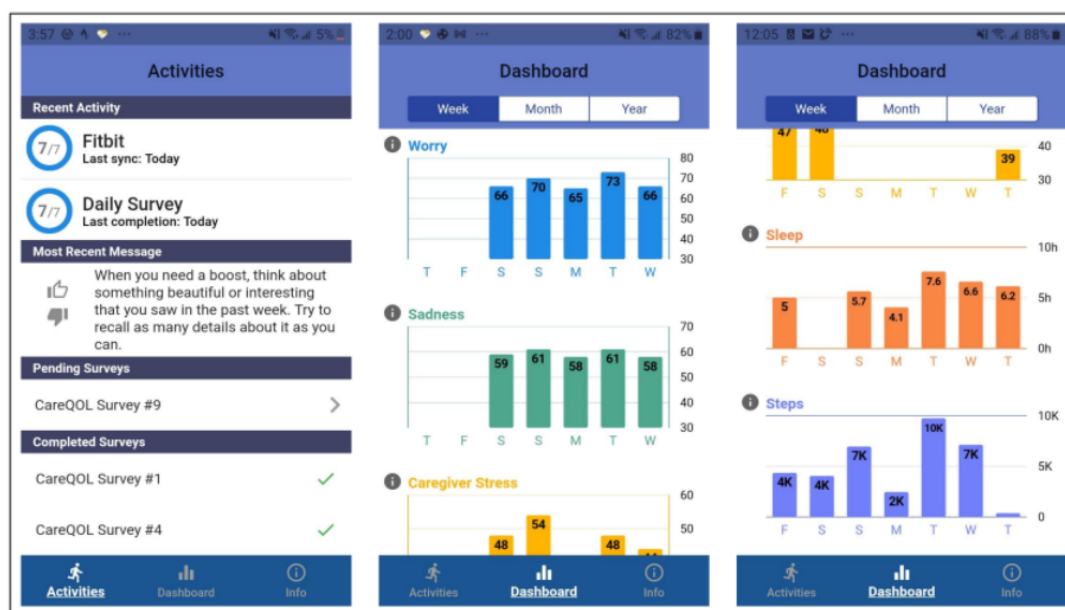 3:57 ... 5%
Activities
Recent Activity
7/7
Fitbit
Last sync: Today
7/7
Daily Survey
Last completion: Today
Most Recent Message
When you need a boost, think about
something beautiful or interesting
that you saw in the past week. Try to
recall as many details about it as you
can.
Pending Surveys
CareQOL Survey #9
Completed Surveys
CareQOL Survey #1
CareQOL Survey #4
Activities Dashboard Info
2:00 ... 82%
Dashboard
Week Month Year
Worry
80
70
60
50
40
30
66 70 65 73 66
T F S S M T W
Sadness
70
60
50
40
30
59 61 58 61 58
T F S S M T W
Caregiver Stress
60
50
48 54 48
Activities Dashboard Info
12:05 ... 88%
Dashboard
Week Month Year
47
40
30
39
F S S M T W T
Sleep
10h
5h
0h
5 5.7 4.1 7.6 6.6 6.2
F S S M T W T
Steps
10K
5K
0
4K 4K 7K 2K 10K 7K
F S S M T W T
Activities Dashboard Info